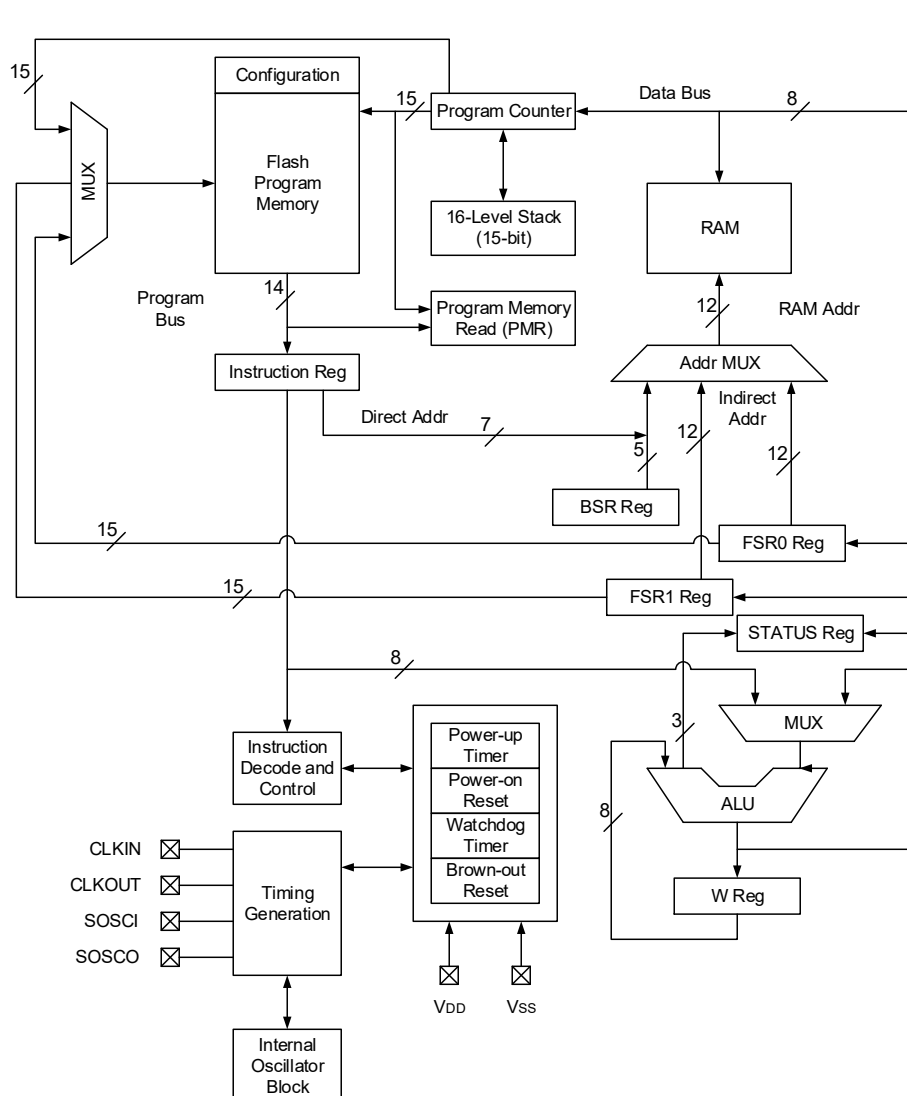 15
Configuration
15
Program Counter
Data Bus
8
MUX
Flash
Program
Memory
16-Level Stack
(15-bit)
RAM
14
Program
Bus
Program Memory
Read (PMR)
12
RAM Addr
Instruction Reg
Addr MUX
Direct Addr
7
Indirect
Addr
5
12
12
BSR Reg
15
FSR0 Reg
15
FSR1 Reg
STATUS Reg
8
3
MUX
Power-up
Timer
Instruction
Decode and
Control
Power-on
Reset
ALU
8
Watchdog
Timer
CLKIN
Brown-out
Reset
CLKOUT
Timing
Generation
W Reg
SOSCI
SOSCO
VDD
VSS
Internal
Oscillator
Block